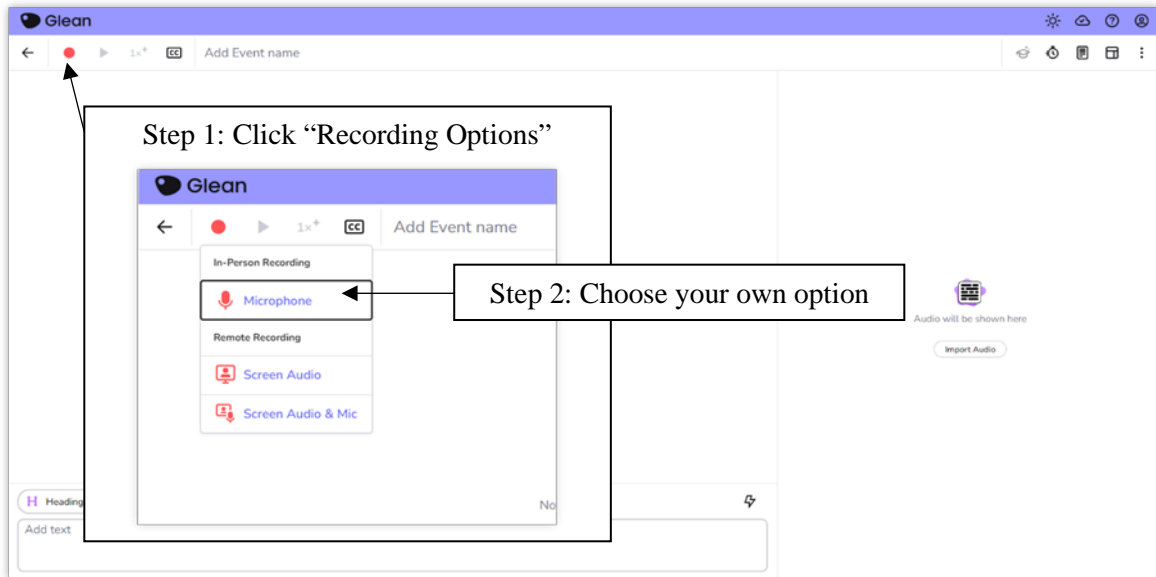 Glean
1x+ CC Add Event name
Step 1: Click “Recording Options”
Glean
1x+ CC Add Event name
In-Person Recording
Microphone
Step 2: Choose your own option
Remote Recording
Screen Audio
Screen Audio & Mic
Audio will be shown here
Import Audio
H Heading
No
Add text